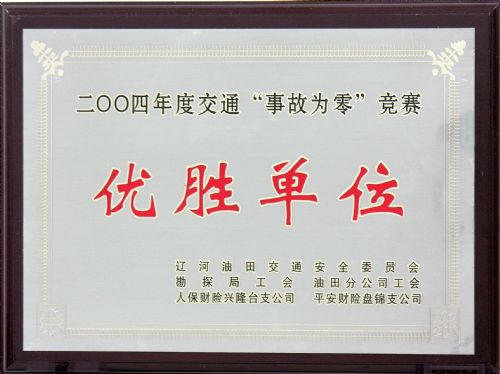 二〇〇四年度交通“事故为零”竞赛
优胜单位
辽河油田交通安全委员会
勘探局工会 油田分公司工会
人保财险兴隆台支公司 平安财险盘锦支公司